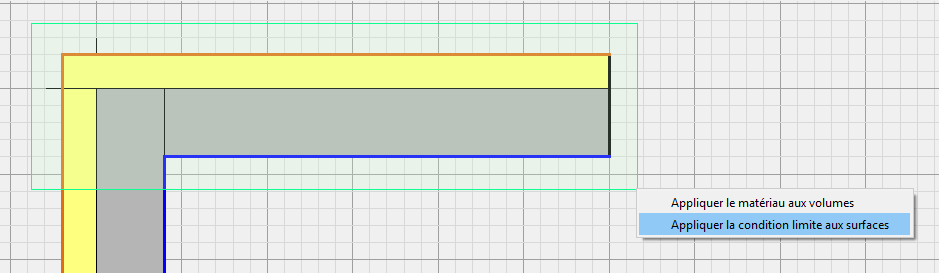 Appliquer le matériau aux volumes
Appliquer la condition limite aux surfaces